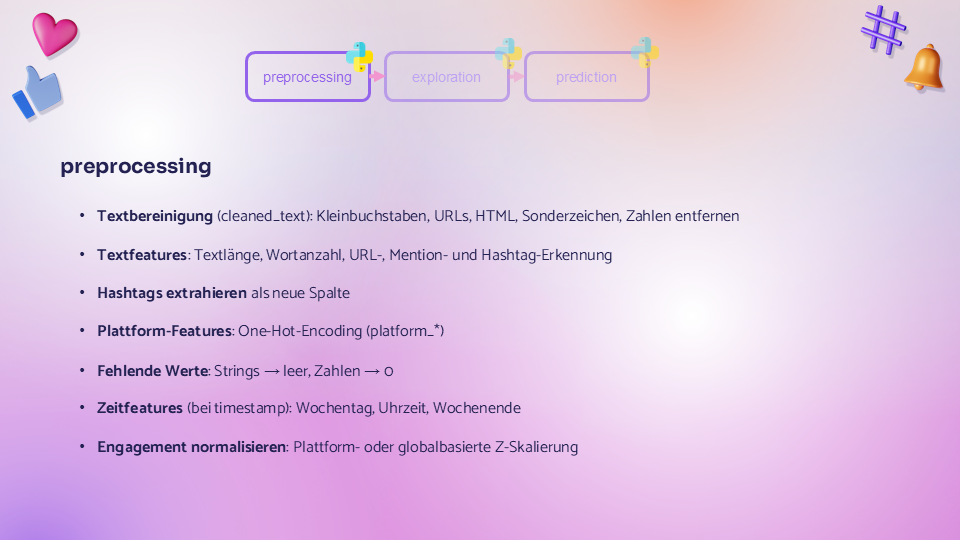 preprocessing
exploration
prediction
preprocessing
• Textbereinigung (cleaned_text): Kleinbuchstaben, URLs, HTML, Sonderzeichen, Zahlen entfernen
• Textfeatures: Textlänge, Wortanzahl, URL-, Mention- und Hashtag-Erkennung
• Hashtags extrahieren als neue Spalte
• Plattform-Features: One-Hot-Encoding (platform_*)
• Fehlende Werte: Strings → leer, Zahlen → 0
• Zeitfeatures (bei timestamp): Wochentag, Uhrzeit, Wochenende
• Engagement normalisieren: Plattform- oder globalbasierte Z-Skalierung